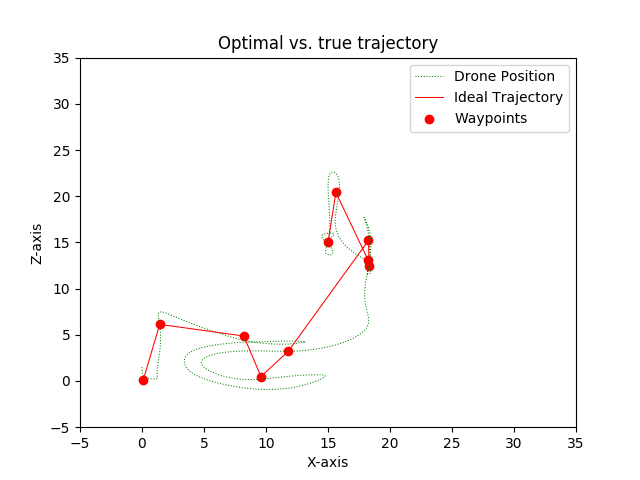 Optimal vs. true trajectory
Drone Position
Ideal Trajectory
Waypoints
Z-axis
35
30
25
20
15
10
5
0
−5
−5 0 5 10 15 20 25 30 35
X-axis